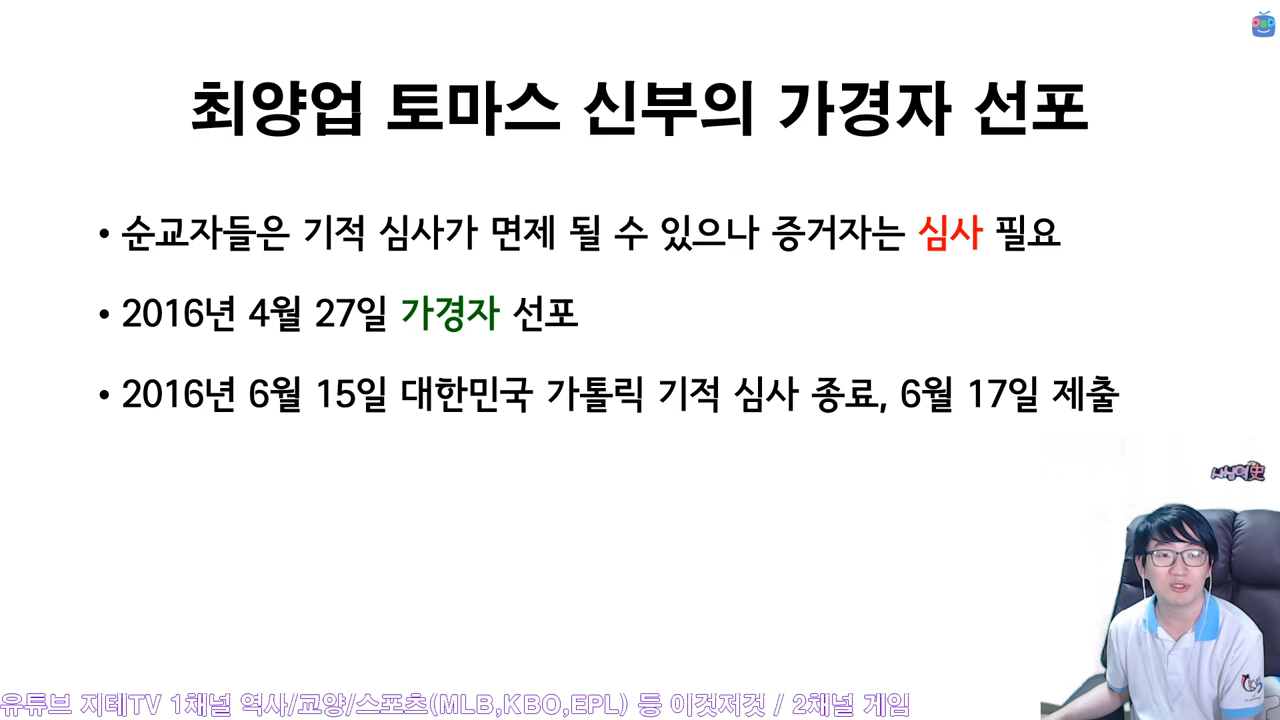 최양업 토마스 신부의 가경자 선포
• 순교자들은 기적 심사가 면제 될 수 있으나 증거자는 심사 필요
• 2016년 4월 27일 가경자 선포
• 2016년 6월 15일 대한민국 가톨릭 기적 심사 종료, 6월 17일 제출
유튜브 지테TV 1채널 역사/교양/스포츠(MLB,KBO,EPL) 등 이것저것 / 2채널 게임